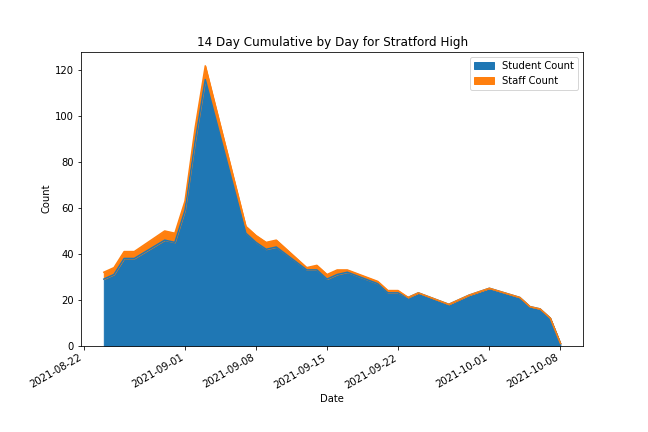 14 Day Cumulative by Day for Stratford High
Student Count
Staff Count
120
100
80
60
40
20
0
Count
2021-08-22
2021-09-01
2021-09-08
2021-09-15
2021-09-22
2021-10-01
2021-10-08
Date